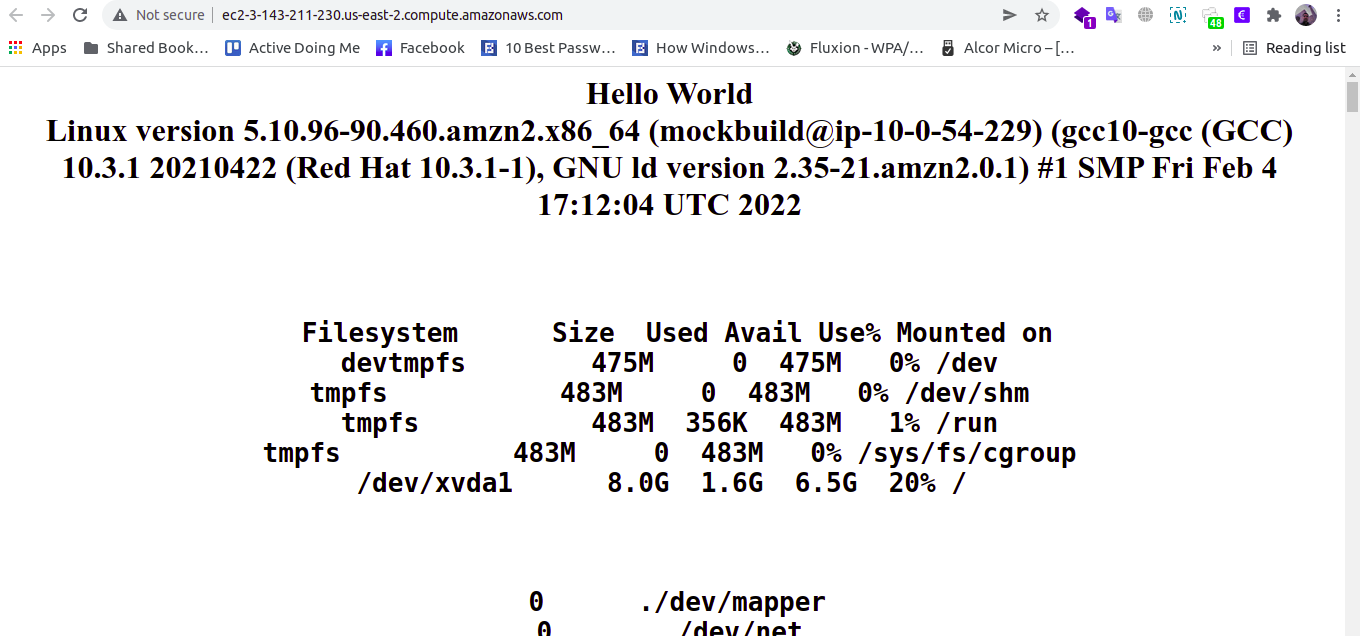 Not secure | ec2-3-143-211-230.us-east-2.compute.amazonaws.com
1
48
Apps Shared Book... Active Doing Me Facebook 10 Best Passw... How Windows... Fluxion - WPA/... Alcor Micro – [... » Reading list
Hello World
Linux version 5.10.96-90.460.amzn2.x86_64 (mockbuild@ip-10-0-54-229) (gcc10-gcc (GCC)
10.3.1 20210422 (Red Hat 10.3.1-1), GNU ld version 2.35-21.amzn2.0.1) #1 SMP Fri Feb 4
17:12:04 UTC 2022
Filesystem Size Used Avail Use% Mounted on
devtmpfs 475M 0 475M 0% /dev
tmpfs 483M 0 483M 0% /dev/shm
tmpfs 483M 356K 483M 1% /run
tmpfs 483M 0 483M 0% /sys/fs/cgroup
/dev/xvda1 8.0G 1.6G 6.5G 20% /
0 ./dev/mapper
0 /dev/net